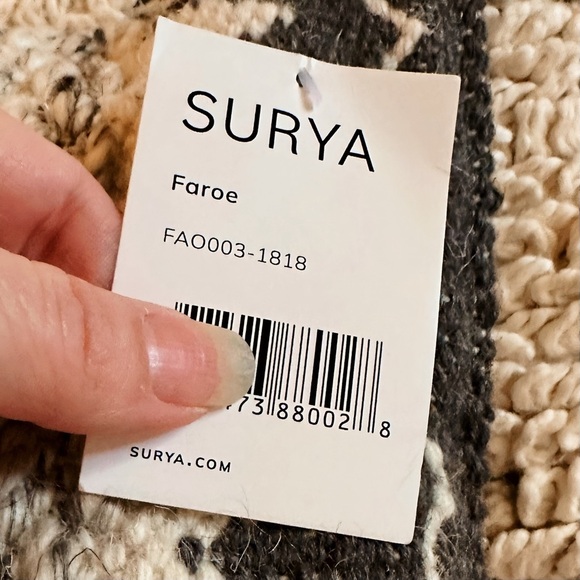 SURYA
Faroe
FAO003-1818
73 88002 8
SURYA.COM